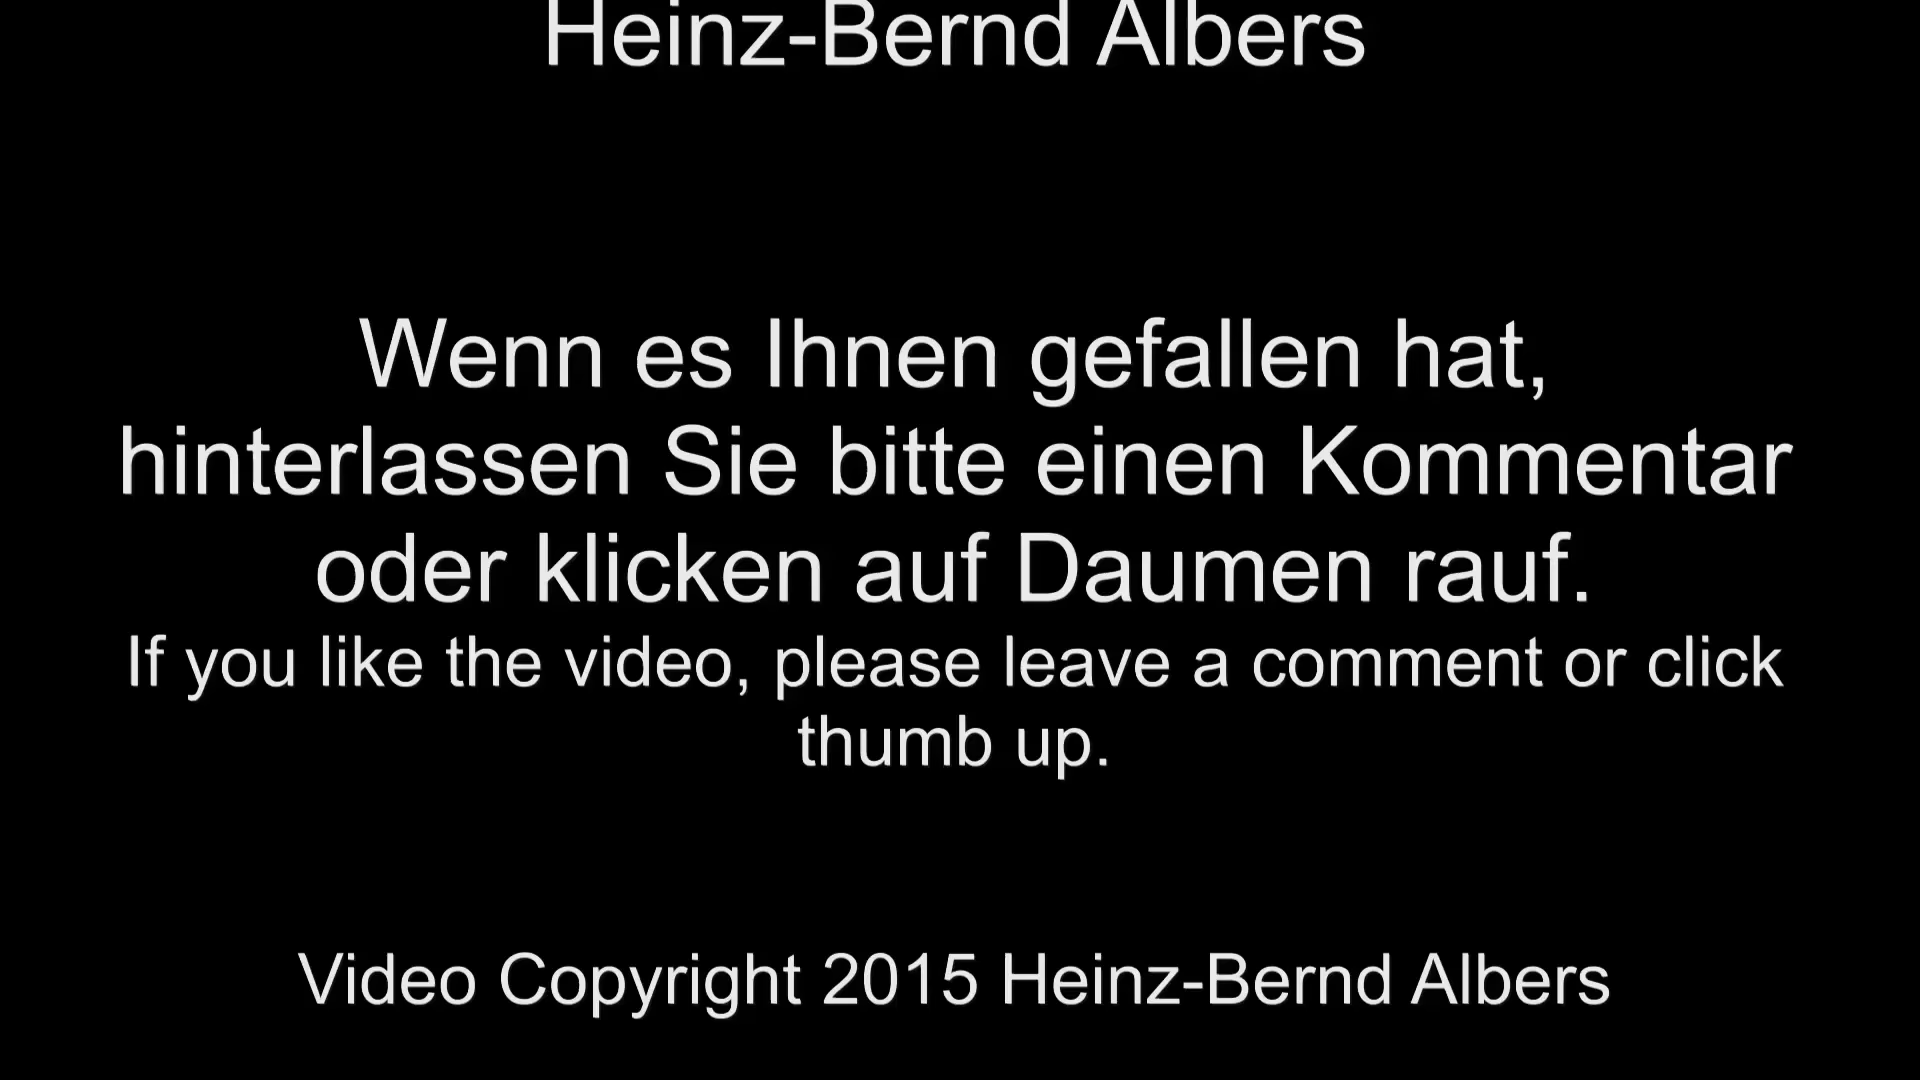 Heinz-Bernd Albers
Wenn es Ihnen gefallen hat,
hinterlassen Sie bitte einen Kommentar
oder klicken auf Daumen rauf.
If you like the video, please leave a comment or click
thumb up.
Video Copyright 2015 Heinz-Bernd Albers